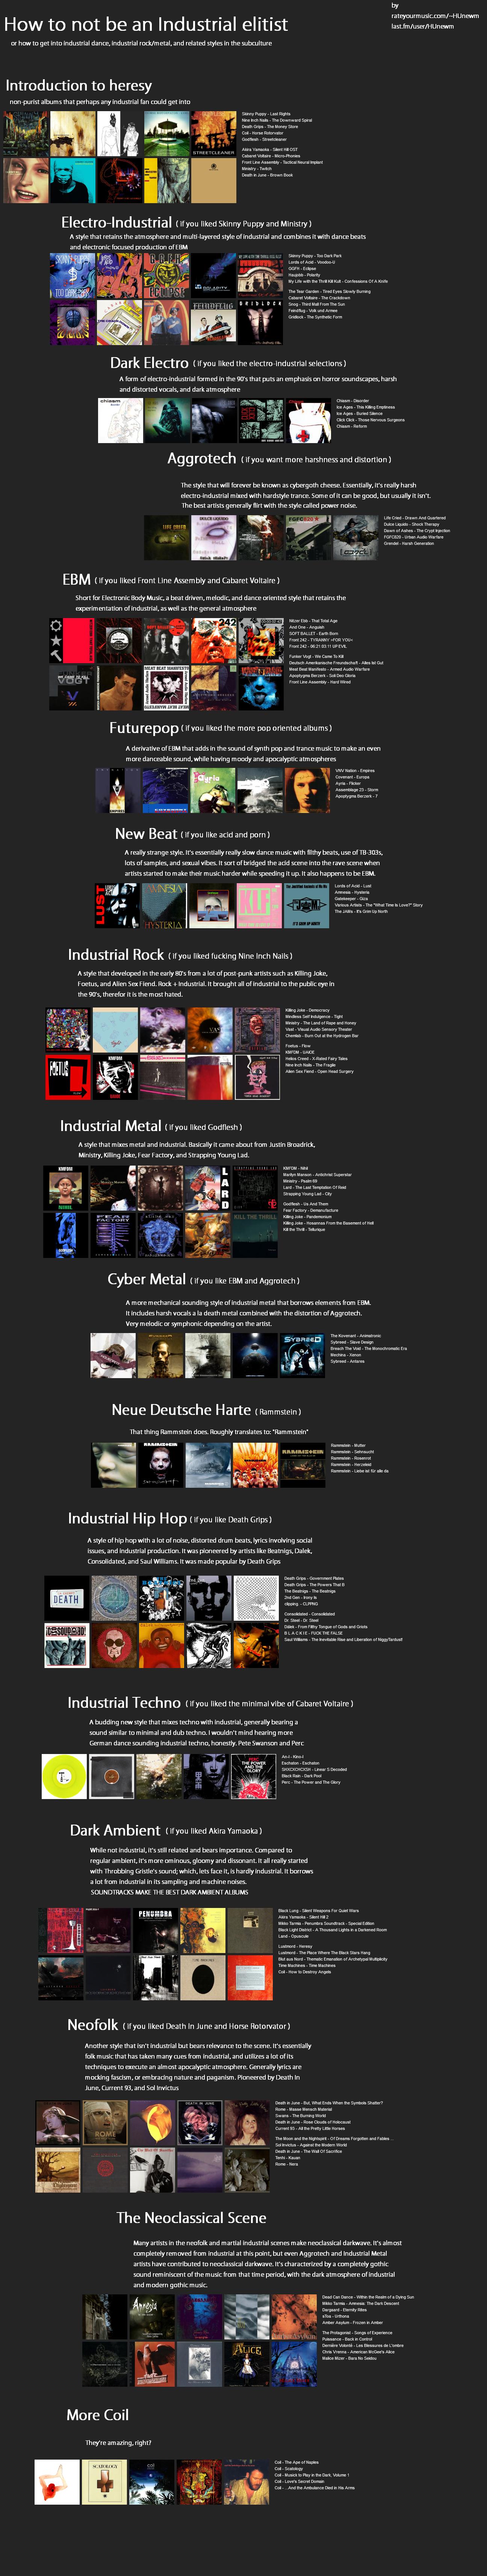 How to not be an Industrial elitist
by
rateyourmusic.com/~HUnewm
last.fm/user/HUnewm
or how to get into industrial dance, industrial rock/metal, and related styles in the subculture
Introduction to heresy
non-purist albums that perhaps any industrial fan could get into
Skinny Puppy - Last Rights
Nine Inch Nails - The Downward Spiral
Death Grips - The Money Store
Coil - Horse Rotorvator
Godflesh - Streetcleaner
Akira Yamaoka - Silent Hill OST
Cabaret Voltaire - Micro-Phonies
Front Line Assembly - Tactical Neural Implant
Ministry - Twitch
Death in June - Brown Book
Electro-Industrial ( if you liked Skinny Puppy and Ministry )
A style that retains the atmosphere and multi-layered style of industrial and combines it with dance beats
and electronic focused production of EBM
Skinny Puppy - Too Dark Park
Lords of Acid - Voodoo-U
GGFH - Eclipse
Haujobb - Polarity
My Life with the Thrill Kill Kult - Confessions Of A Knife
The Tear Garden - Tired Eyes Slowly Burning
Cabaret Voltaire - The Crackdown
Snog - Third Mall From The Sun
Feindflug - Volk und Armee
Gridlock - The Synthetic Form
Dark Electro ( if you liked the electro-industrial selections )
A form of electro-industrial formed in the 90's that puts an emphasis on horror soundscapes, harsh
and distorted vocals, and dark atmosphere
Chiasm - Disorder
Ice Ages - This Killing Emptiness
Ice Ages - Buried Silence
Click Click - Those Nervous Surgeons
Chiasm - Reform
Aggrotech ( if you want more harshness and distortion )
The style that will forever be known as cybergoth cheese. Essentially, it's really harsh
electro-industrial mixed with hardstyle trance. Some of it can be good, but usually it isn't.
The best artists generally flirt with the style called power noise.
Life Cried - Drawn And Quartered
Dulce Liquido - Shock Therapy
Dawn of Ashes - The Crypt Injection
FGFC820 - Urban Audio Warfare
Grendel - Harsh Generation
EBM ( if you liked Front Line Assembly and Cabaret Voltaire )
Short for Electronic Body Music, a beat driven, melodic, and dance oriented style that retains the
experimentation of industrial, as well as the general atmosphere
Nitzer Ebb - That Total Age
And One - Anguish
SOFT BALLET - Earth Born
Front 242 - TYRANNY >FOR YOU<
Front 242 - 06:21:03:11 UP EVIL
Funker Vogt - We Came To Kill
Deutsch Amerikanische Freundschaft - Alles ist Gut
Meat Beat Manifesto - Armed Audio Warfare
Apoptygma Berzerk - Soli Deo Gloria
Front Line Assembly - Hard Wired
Futurepop ( if you liked the more pop oriented albums )
A derivative of EBM that adds in the sound of synth pop and trance music to make an even
more danceable sound, while having moody and apocalyptic atmospheres
VNV Nation - Empires
Covenant - Europa
Ayria - Flicker
Assemblage 23 - Storm
Apoptygma Berzerk - 7
New Beat ( if you like acid and porn )
A really strange style. It's essentially really slow dance music with filthy beats, use of TB-303s,
lots of samples, and sexual vibes. It sort of bridged the acid scene into the rave scene when
artists started to make their music harder while speeding it up. It also happens to be EBM.
Lords of Acid - Lust
Amnesia - Hysteria
Gatekeeper - Giza
Various Artists - The "What Time Is Love?" Story
The JAMs - It's Grim Up North
Industrial Rock ( if you liked fucking Nine Inch Nails )
A style that developed in the early 80's from a lot of post-punk artists such as Killing Joke,
Foetus, and Alien Sex Fiend. Rock + Industrial. It brought all of industrial to the public eye in
the 90's, therefor it is the most hated.
Killing Joke - Democracy
Mindless Self Indulgence - Tight
Ministry - The Land of Rape and Honey
Vast - Visual Audio Sensory Theater
Chemlab - Burn Out at the Hydrogen Bar
Foetus - Flow
KMFDM - UAIOE
Helios Creed - X-Rated Fairy Tales
Nine Inch Nails - The Fragile
Alien Sex Fiend - Open Head Surgery
Industrial Metal ( if you liked Godflesh )
A style that mixes metal and industrial. Basically it came about from Justin Broadrick,
Ministry, Killing Joke, Fear Factory, and Strapping Young Lad.
KMFDM - Nihil
Marilyn Manson - Antichrist Superstar
Ministry - Psalm 69
Lard - The Last Temptation Of Reid
Strapping Young Lad - City
Godflesh - Us And Them
Fear Factory - Demanufacture
Killing Joke - Pandemonium
Killing Joke - Hosannas From the Basement of Hell
Kill the Thrill - Tellurique
Cyber Metal ( if you like EBM and Aggrotech )
A more mechanical sounding style of industrial metal that borrows elements from EBM.
It includes harsh vocals a la death metal combined with the distortion of Aggrotech.
Very melodic or symphonic depending on the artist.
The Kovenant - Animatronic
Sybreed - Slave Design
Breach The Void - The Monochromatic Era
Mechina - Xenon
Sybreed - Antares
Neue Deutsche Harte ( Rammstein )
That thing Rammstein does. Roughly translates to: "Rammstein"
Rammstein - Mutter
Rammstein - Sehnsucht
Rammstein - Rosenrot
Rammstein - Herzeleid
Rammstein - Liebe ist für alle da
Industrial Hip Hop ( if you like Death Grips )
A style of hip hop with a lot of noise, distorted drum beats, lyrics involving social
issues, and industrial production. It was pioneered by artists like Beatnigs, Dalek,
Consolidated, and Saul Williams. It was made popular by Death Grips
Death Grips - Government Plates
Death Grips - The Powers That B
The Beatnigs - The Beatnigs
2nd Gen - Irony Is
clipping. - CLPPNG
Consolidated - Consolidated
Dr. Steel - Dr. Steel
Dälek - From Filthy Tongue of Gods and Griots
B L A C K I E - FUCK THE FALSE
Saul Williams - The Inevitable Rise and Liberation of NiggyTardust!
Industrial Techno ( if you liked the minimal vibe of Cabaret Voltaire )
A budding new style that mixes techno with industrial, generally bearing a
sound similar to minimal and dub techno. I wouldn't mind hearing more
German dance sounding industrial techno, honestly. Pete Swanson and Perc
An-i - Kino-i
Eschaton - Eschaton
Black Rain - Dark Pool
Perc - The Power and The Glory
Dark Ambient ( if you liked Akira Yamaoka )
While not industrial, it's still related and bears importance. Compared to
regular ambient, it's more ominous, gloomy and dissonant. It all really started
with Throbbing Gristle's sound; which, lets face it, is hardly industrial. It borrows
a lot from industrial in its sampling and machine noises.
SOUNDTRACKS MAKE THE BEST DARK AMBIENT ALBUMS
Black Lung - Silent Weapons For Quiet Wars
Akira Yamaoka - Silent Hill 2
Mikko Tarmia - Penumbra Soundtrack - Special Edition
Black Light District - A Thousand Lights in a Darkened Room
Land - Opuscule
Lustmord - Heresy
Lustmord - The Place Where The Black Stars Hang
Blut aus Nord - Thematic Emanation of Archetypal Multiplicity
Time Machines - Time Machines
Coil - How to Destroy Angels
Neofolk ( if you liked Death In June and Horse Rotorvator )
Another style that isn't industrial but bears relevance to the scene. It's essentially
folk music that has taken many cues from industrial, and utilizes a lot of its
techniques to execute an almost apocalyptic atmosphere. Generally lyrics are
mocking fascism, or embracing nature and paganism. Pioneered by Death In
June, Current 93, and Sol Invictus
Death in June - But, What Ends When the Symbols Shatter?
Rome - Masse Mensch Material
Swans - The Burning World
Death in June - Rose Clouds of Holocaust
Current 93 - All the Pretty Little Horses
The Moon and the Nightspirit - Of Dreams Forgotten and Fables . .
Sol Invictus - Against the Modern World
Death in June - The Wall Of Sacrifice
Tenhi - Kauan
Rome - Nera
The Neoclassical Scene
Many artists in the neofolk and martial industrial scenes make neoclassical darkwave. It's almost
completely removed from industrial at this point, but even Aggrotech and Industrial Metal
artists have contributed to neoclassical darkwave. It's characterized by a completely gothic
sound reminiscent of the music from that time period, with the dark atmosphere of industrial
and modern gothic music.
Dead Can Dance - Within the Realm of a Dying Sun
Mikko Tarmia - Amnesia: The Dark Descent
Dargaard - Eternity Rites
aTos - Urthona
Amber Asylum - Frozen in Amber
The Protagonist - Songs of Experience
Puissance - Back in Control
Dernière Volonté - Les Blessures de L'ombre
Chris Vrenna - American McGee's Alice
Malice Mizer - Bara No Seidou
More Coil
They're amazing, right?
Coil - The Ape of Naples
Coil - Scatology
Coil - Musick to Play in the Dark, Volume 1
Coil - Love's Secret Domain
Coil - . . .And the Ambulance Died in His Arms